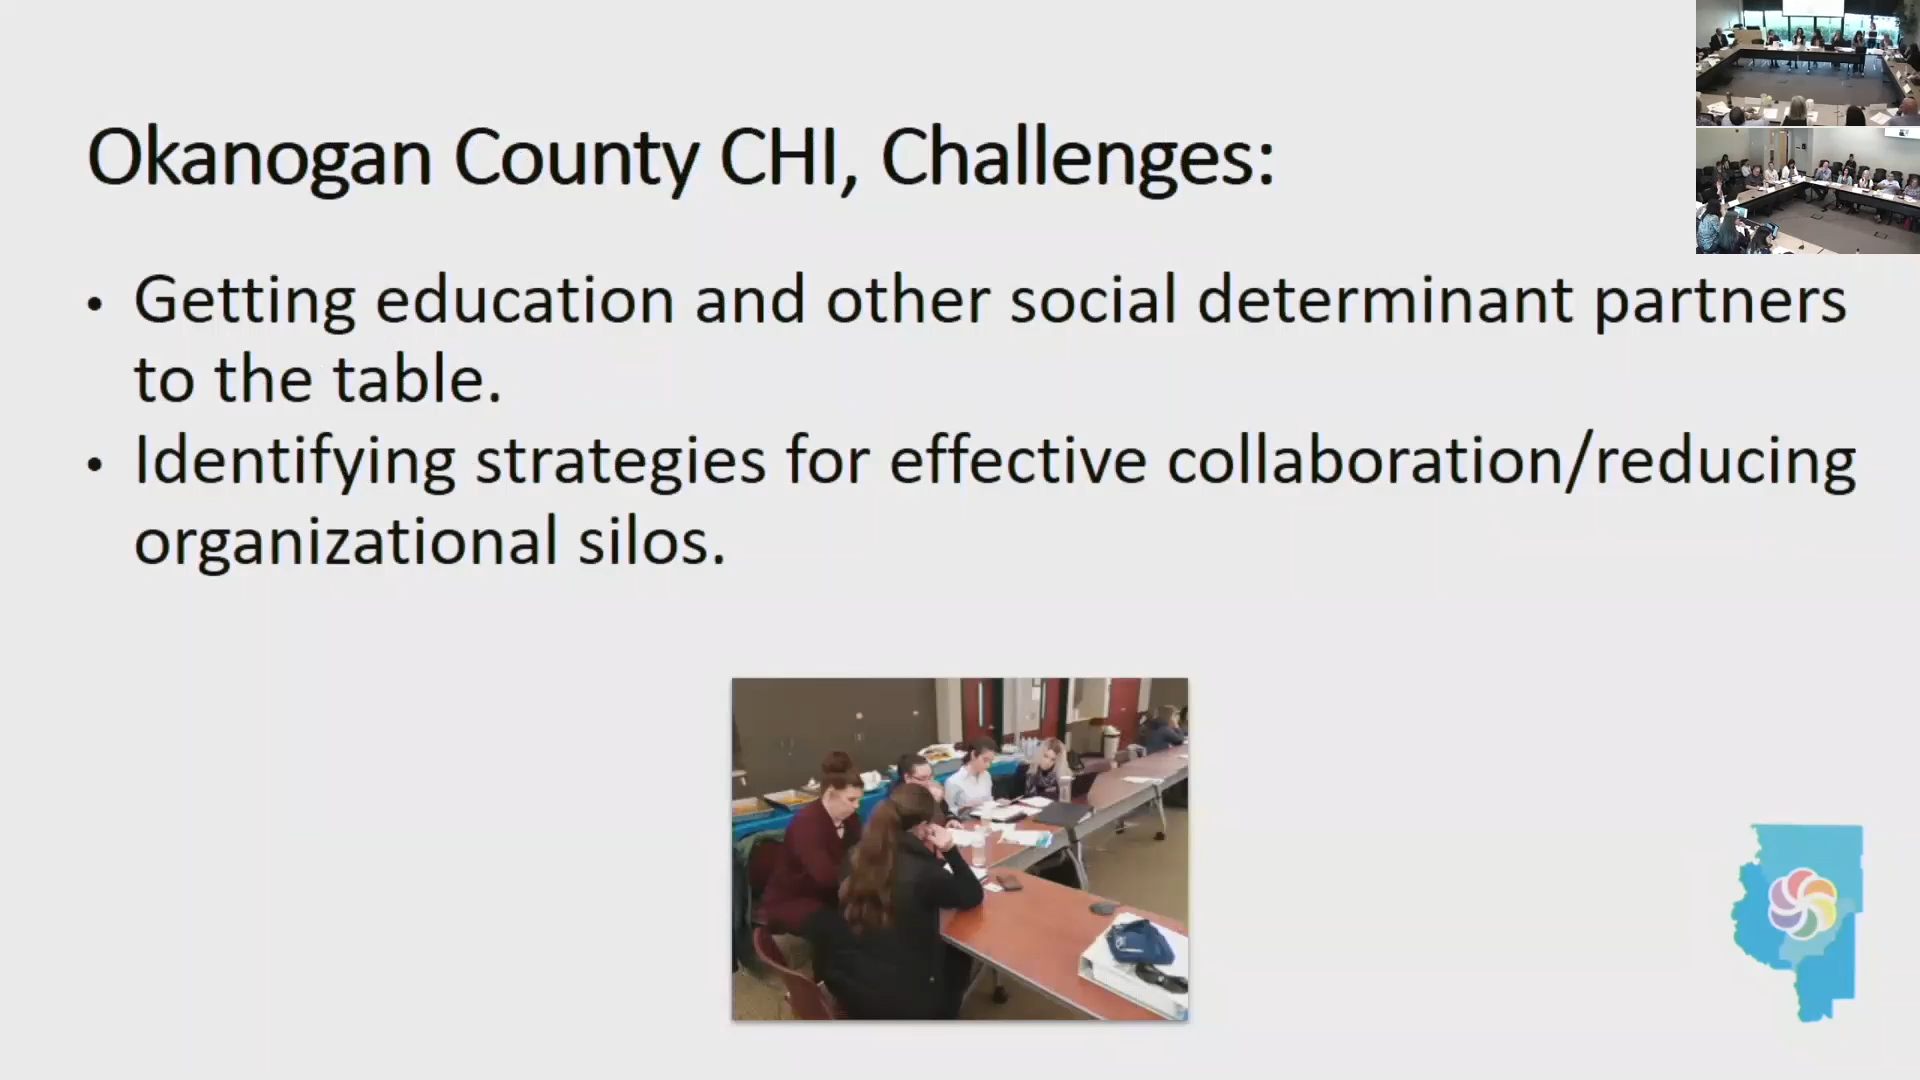 Okanogan County CHI, Challenges:
• Getting education and other social determinant partners
to the table.
• Identifying strategies for effective collaboration/reducing
organizational silos.